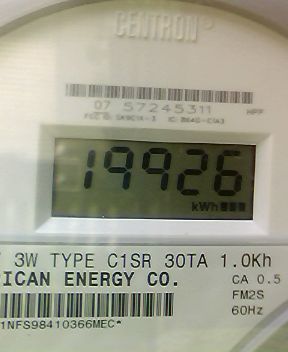 CENTRON
07 57245311
19926
kWh
3W TYPE C1SR 30TA 1.0Kh
ICAN ENERGY CO.
CA 0.5
FM2S
60Hz
1NFS98410366MEC*